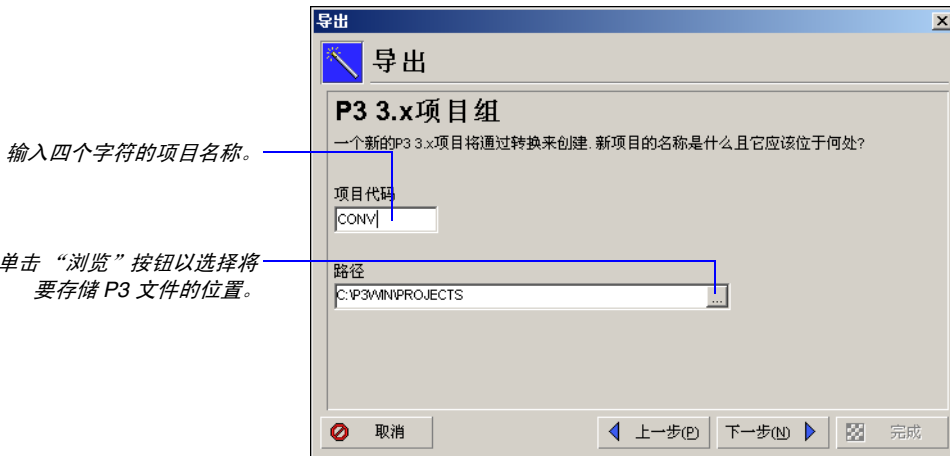 导出
导出
P3 3.x项目组
一个新的P3 3.x项目将通过转换来创建. 新项目的名称是什么且它应该位于何处?
输入四个字符的项目名称。
项目代码
CONV
单击 “浏览”按钮以选择将
要存储 P3 文件的位置。
路径
C:\P3WIN\PROJECTS
...
取消
上一步(P)
下一步(N)
完成